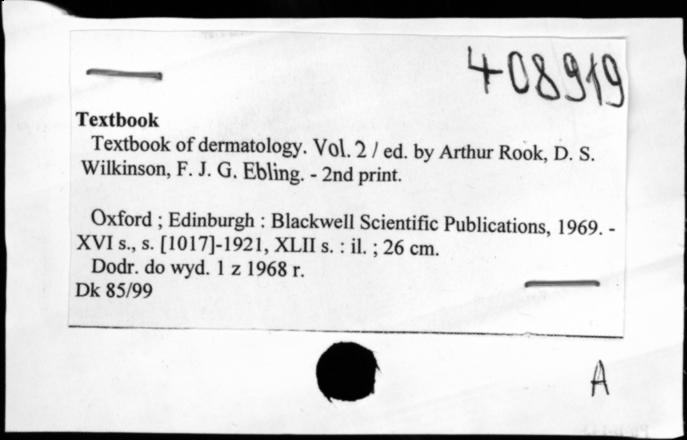 408919
Textbook
Textbook of dermatology. Vol. 2 / ed. by Arthur Rook, D. S.
Wilkinson, F. J. G. Ebling. - 2nd print.
Oxford ; Edinburgh : Blackwell Scientific Publications, 1969. -
XVI s., s. [1017]-1921, XLII s. : il. ; 26 cm.
Dodr. do wyd. 1 z 1968 r.
Dk 85/99
A